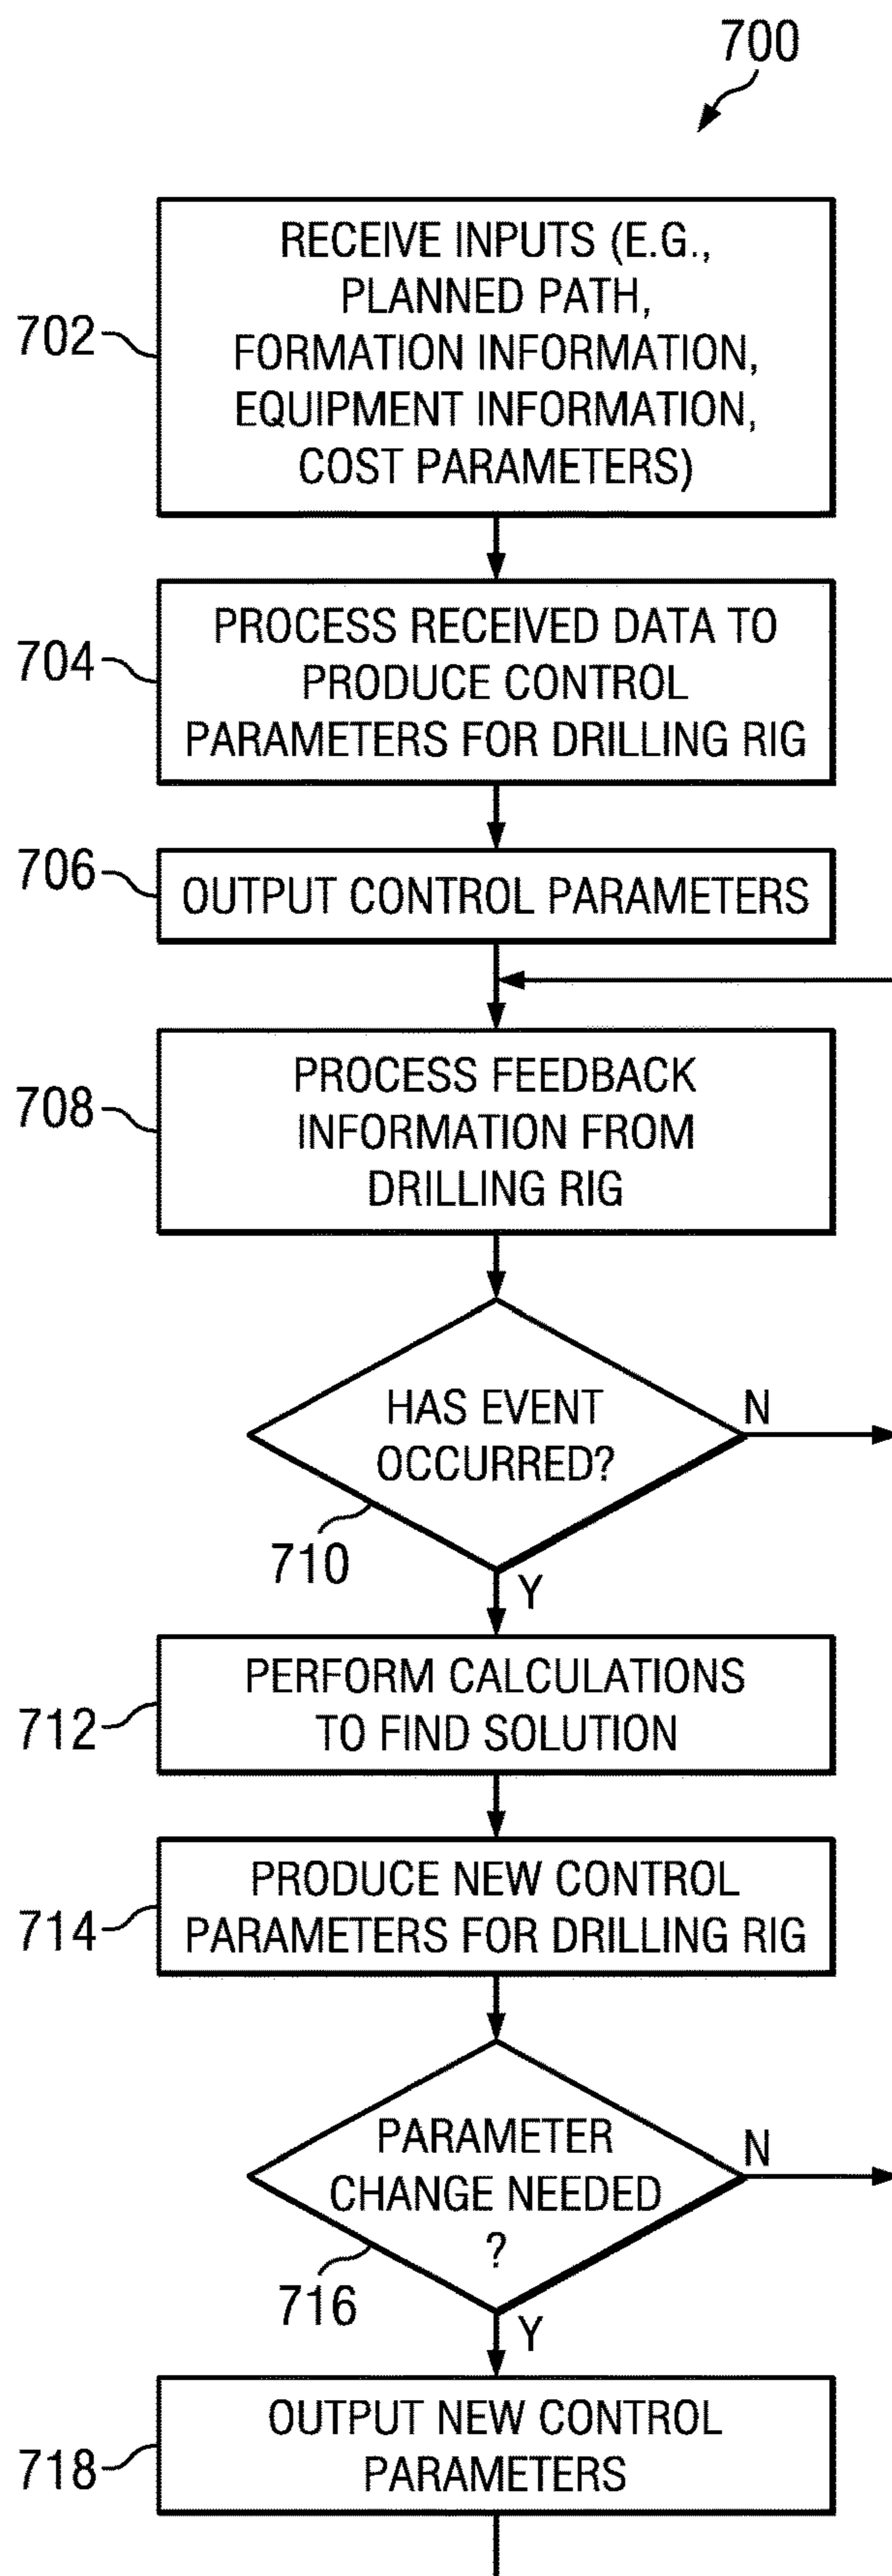 700
702
RECEIVE INPUTS (E.G.,
PLANNED PATH,
FORMATION INFORMATION,
EQUIPMENT INFORMATION,
COST PARAMETERS)
704
PROCESS RECEIVED DATA TO
PRODUCE CONTROL
PARAMETERS FOR DRILLING RIG
706
OUTPUT CONTROL PARAMETERS
708
PROCESS FEEDBACK
INFORMATION FROM
DRILLING RIG
HAS EVENT
OCCURRED?
N
710
Y
712
PERFORM CALCULATIONS
TO FIND SOLUTION
714
PRODUCE NEW CONTROL
PARAMETERS FOR DRILLING RIG
PARAMETER
CHANGE NEEDED
?
N
716
Y
718
OUTPUT NEW CONTROL
PARAMETERS